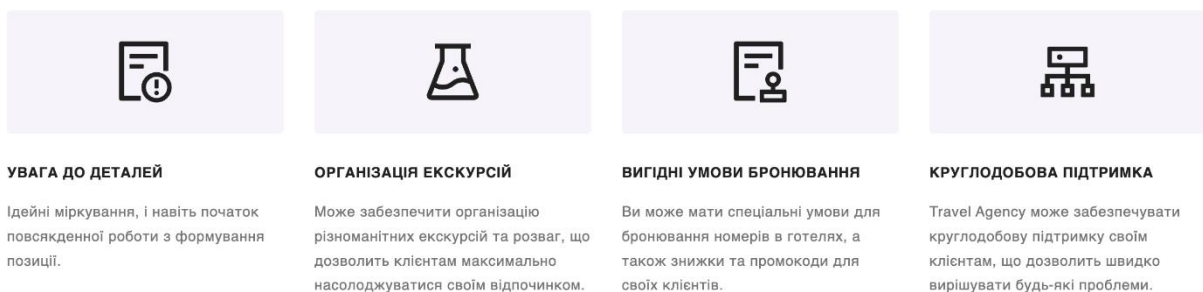 УВАГА ДО ДЕТАЛЕЙ
Ідейні міркування, і навіть початок
повсякденної роботи з формування
позиції.
ОРГАНІЗАЦІЯ ЕКСКУРСІЙ
Може забезпечити організацію
різноманітних екскурсій та розваг, що
дозволить клієнтам максимально
насолоджуватися своїм відпочинком.
ВИГІДНІ УМОВИ БРОНЮВАННЯ
Ви може мати спеціальні умови для
бронювання номерів в готелях, а
також знижки та промокоди для
своїх клієнтів.
КРУГЛОДОБОВА ПІДТРИМКА
Travel Agency може забезпечувати
круглодобову підтримку своїм
клієнтам, що дозволить швидко
вирішувати будь-які проблеми.